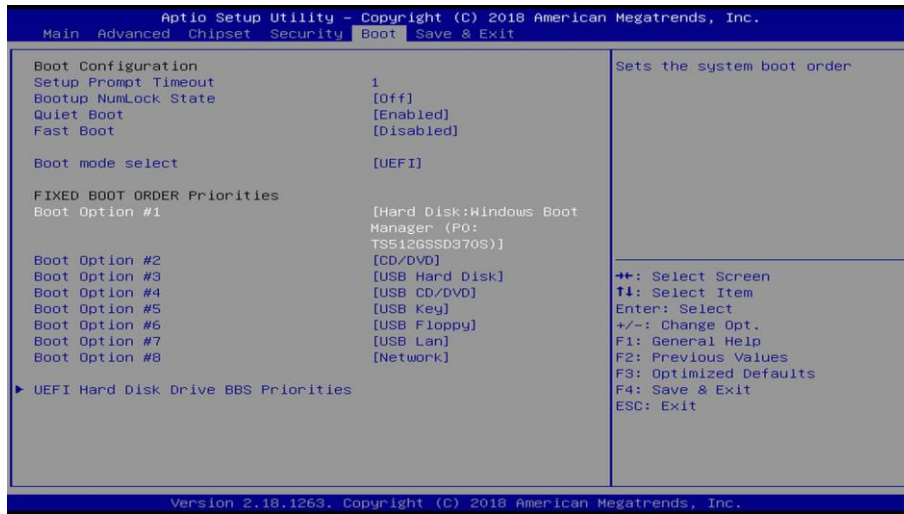 Aptio Setup Utility – Copyright (C) 2018 American Megatrends, Inc.
Main Advanced Chipset Security Boot Save & Exit
Boot Configuration
Setup Prompt Timeout 1
Bootup NumLock State [Off]
Quiet Boot [Enabled]
Fast Boot [Disabled]
Boot mode select [UEFI]
FIXED BOOT ORDER Priorities
Boot Option #1 [Hard Disk:Windows Boot
Manager (P0:
TS512GSSD370S)]
Boot Option #2 [CD/DVD]
Boot Option #3 [USB Hard Disk]
Boot Option #4 [USB CD/DVD]
Boot Option #5 [USB Key]
Boot Option #6 [USB Floppy]
Boot Option #7 [USB Lan]
Boot Option #8 [Network]
▶ UEFI Hard Disk Drive BBS Priorities
Sets the system boot order
→←: Select Screen
↑↓: Select Item
Enter: Select
+/-: Change Opt.
F1: General Help
F2: Previous Values
F3: Optimized Defaults
F4: Save & Exit
ESC: Exit
Version 2.18.1263. Copyright (C) 2018 American Megatrends, Inc.